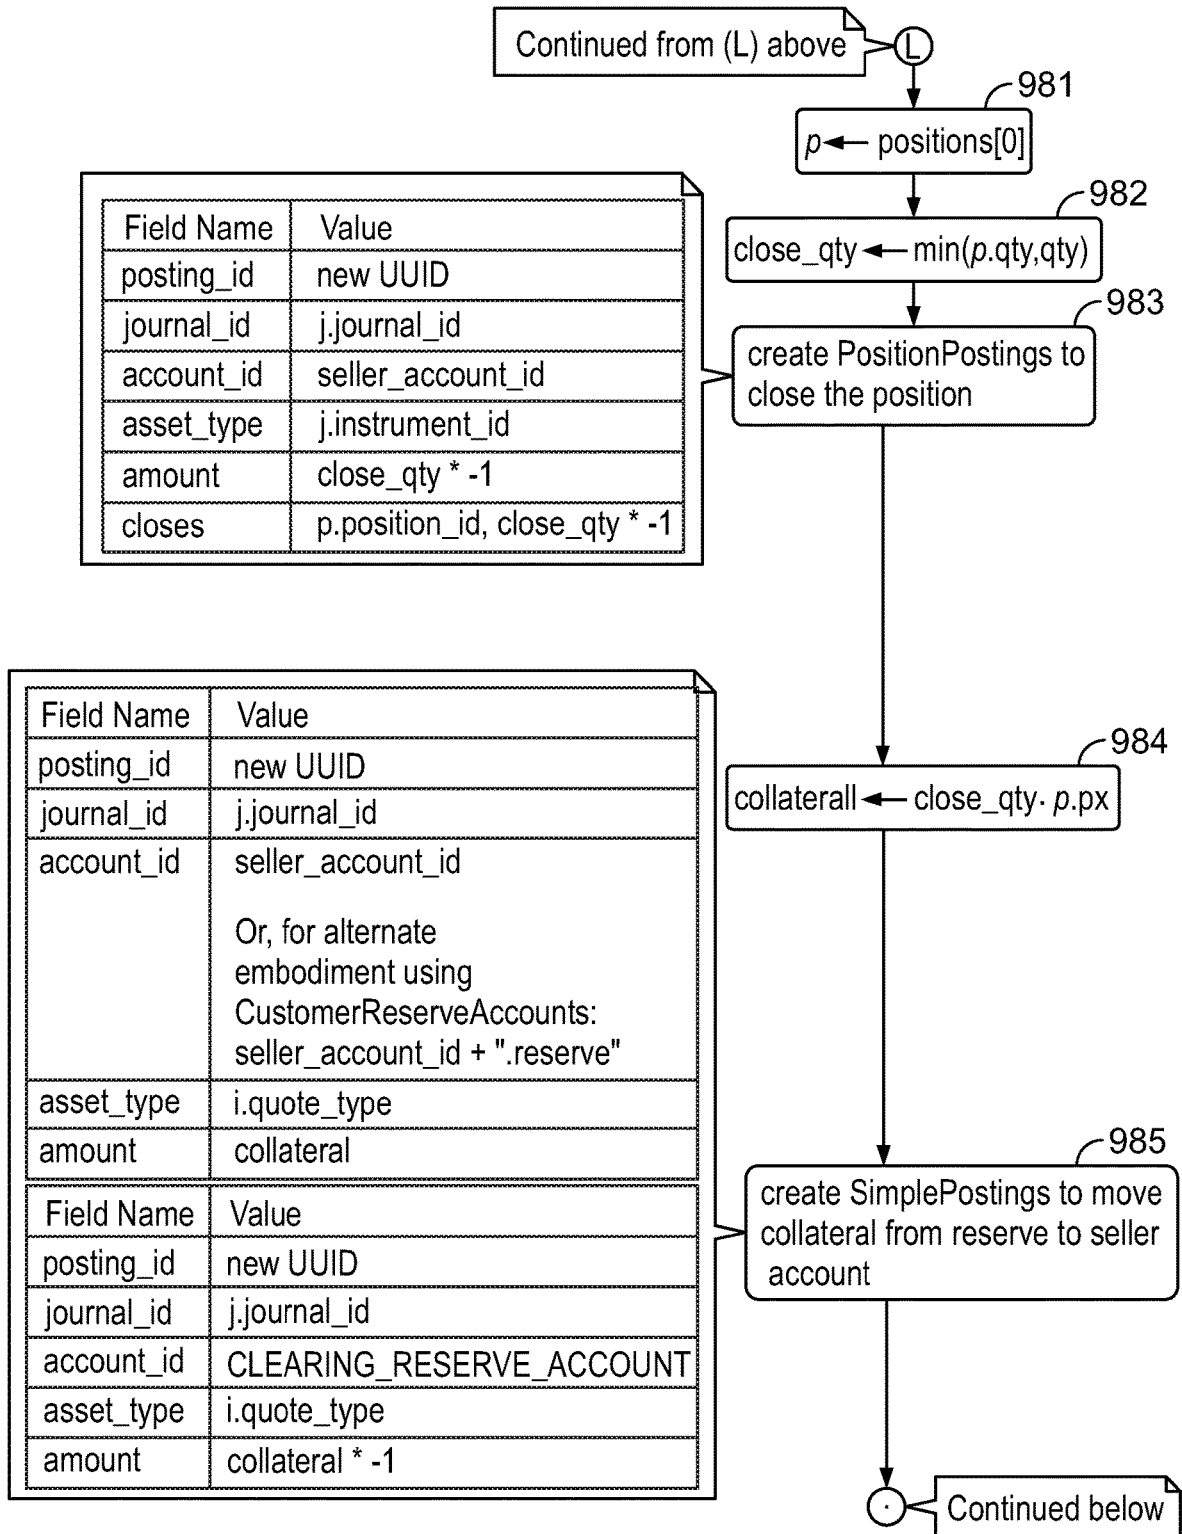 Continued from (L) above
L
981
p ← positions[0]
982
close_qty ← min(p.qty,qty)
983
create PositionPostings to
close the position
Field Name Value
posting_id new UUID
journal_id j.journal_id
account_id seller_account_id
asset_type j.instrument_id
amount close_qty * -1
closes p.position_id, close_qty * -1
984
collaterall ← close_qty· p.px
Field Name Value
posting_id new UUID
journal_id j.journal_id
account_id seller_account_id
Or, for alternate
embodiment using
CustomerReserveAccounts:
seller_account_id + ".reserve"
asset_type i.quote_type
amount collateral
Field Name Value
posting_id new UUID
journal_id j.journal_id
account_id CLEARING_RESERVE_ACCOUNT
asset_type i.quote_type
amount collateral * -1
985
create SimplePostings to move
collateral from reserve to seller
account
Continued below